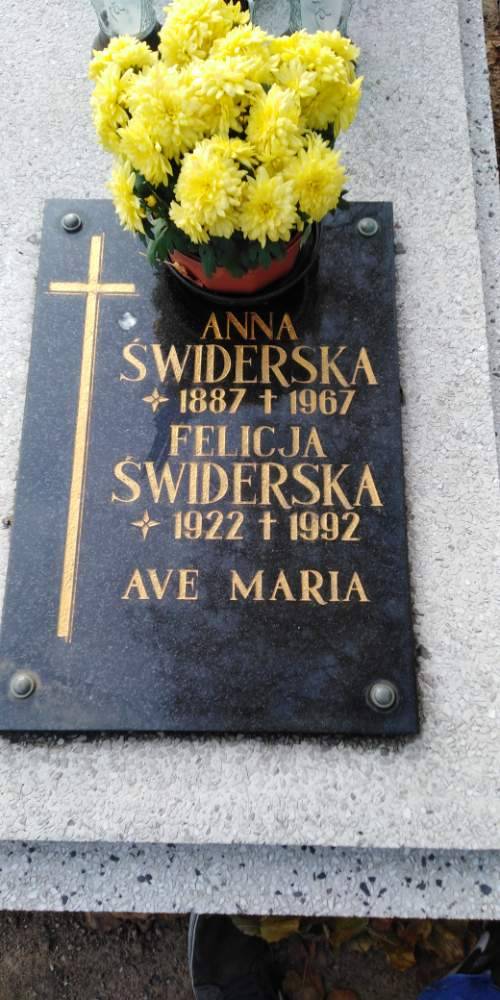 ANNA
ŚWIDERSKA
✧ 1887 ✝ 1967
FELICJA
ŚWIDERSKA
✧ 1922 ✝ 1992
AVE MARIA